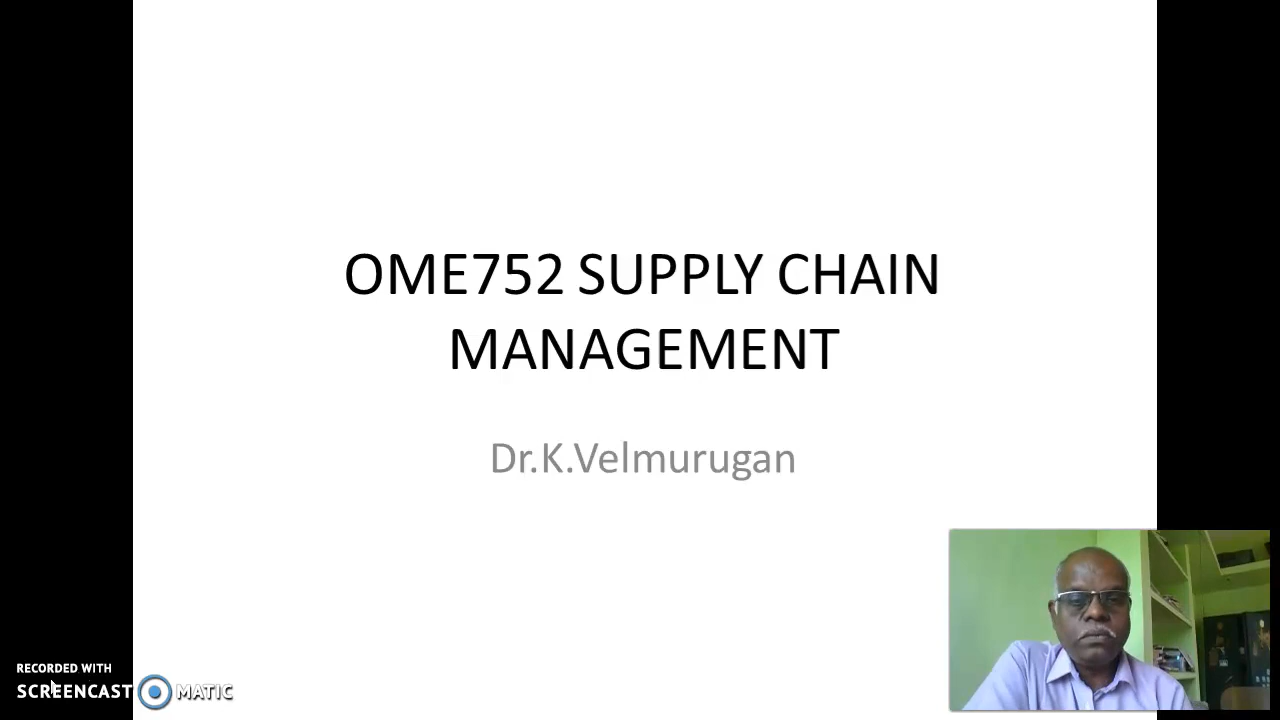 OME752 SUPPLY CHAIN
MANAGEMENT
Dr.K.Velmurugan
RECORDED WITH
SCREENCAST MATIC